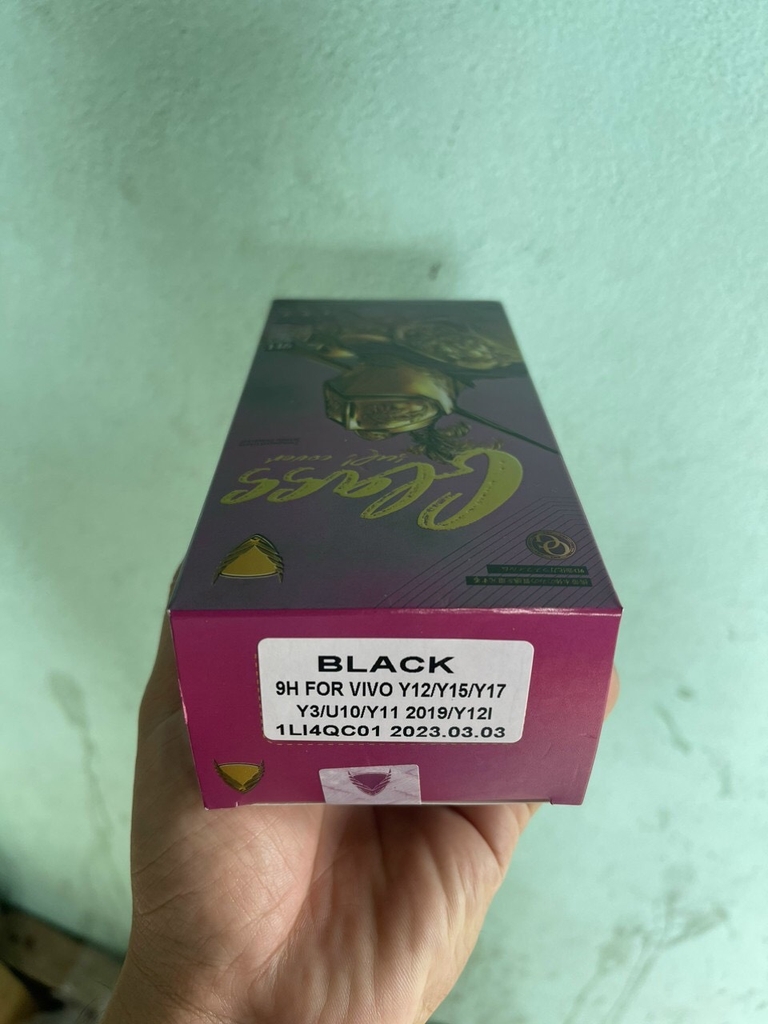 Glass
BLACK
9H FOR VIVO Y12/Y15/Y17
Y3/U10/Y11 2019/Y12I
1LI4QC01 2023.03.03